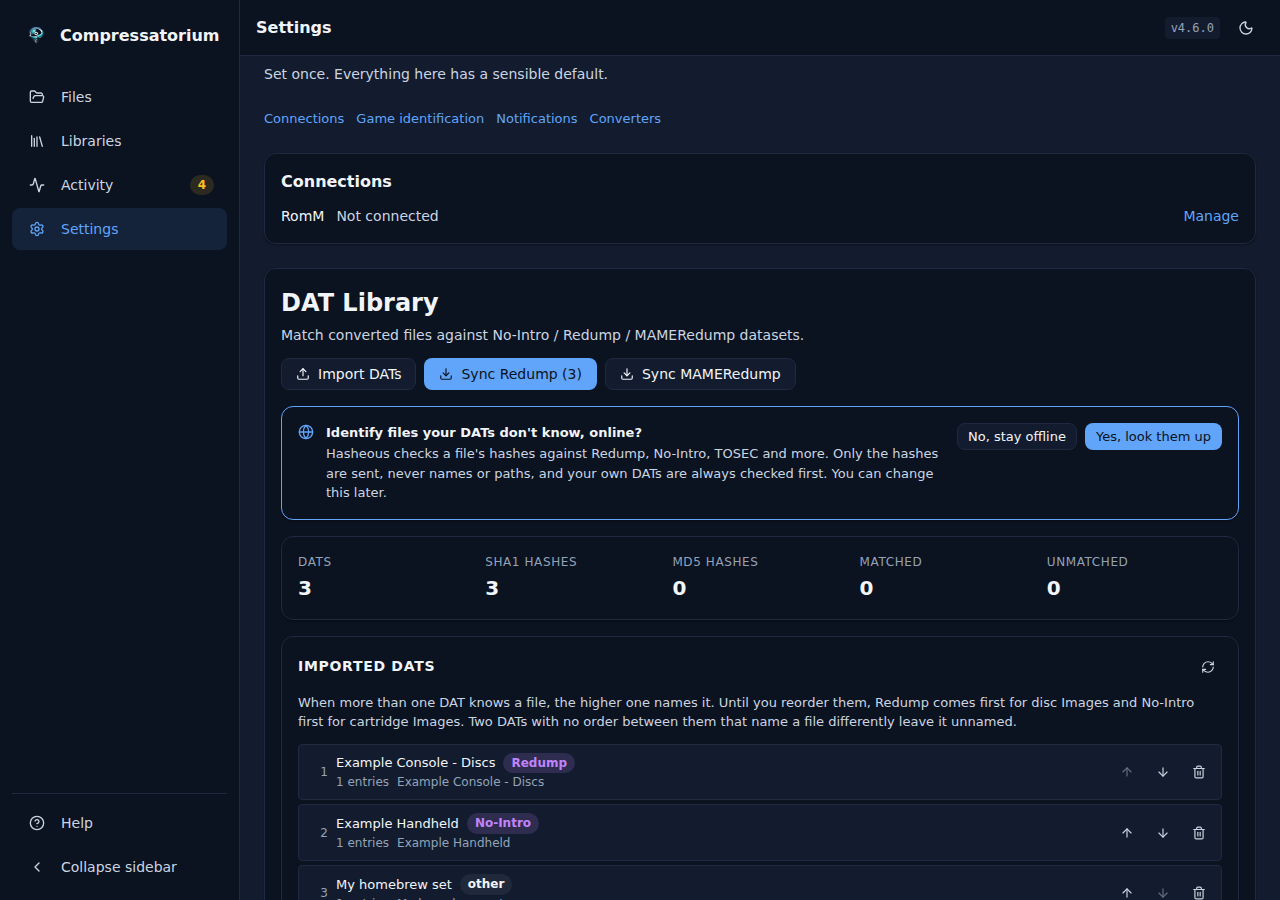 Compressatorium
Settings
v4.6.0
Files
Libraries
Activity
4
Settings
Help
Collapse sidebar
Set once. Everything here has a sensible default.
Connections Game identification Notifications Converters
Connections
RomM Not connected
Manage
DAT Library
Match converted files against No-Intro / Redump / MAMERedump datasets.
Import DATs
Sync Redump (3)
Sync MAMERedump
Identify files your DATs don't know, online?
Hasheous checks a file's hashes against Redump, No-Intro, TOSEC and more. Only the hashes
are sent, never names or paths, and your own DATs are always checked first. You can change
this later.
No, stay offline
Yes, look them up
DATS
3
SHA1 HASHES
3
MD5 HASHES
0
MATCHED
0
UNMATCHED
0
IMPORTED DATS
When more than one DAT knows a file, the higher one names it. Until you reorder them, Redump comes first for disc Images and No-Intro
first for cartridge Images. Two DATs with no order between them that name a file differently leave it unnamed.
1
Example Console - Discs Redump
1 entries Example Console - Discs
2
Example Handheld No-Intro
1 entries Example Handheld
3
My homebrew set other